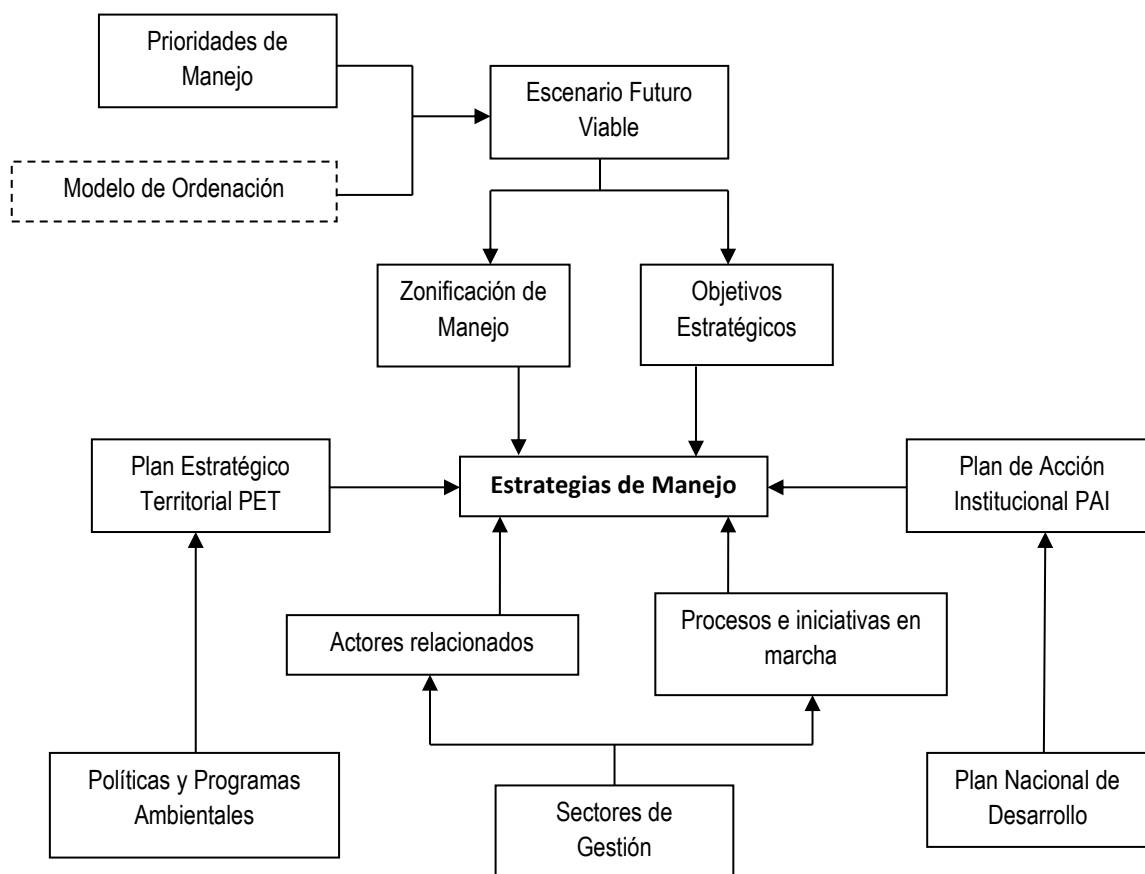 Prioridades de
Manejo
Escenario Futuro
Viable
Modelo de Ordenación
Zonificación de
Manejo
Objetivos
Estratégicos
Plan Estratégico
Territorial PET
Estrategias de Manejo
Plan de Acción
Institucional PAI
Actores relacionados
Procesos e iniciativas en
marcha
Políticas y Programas
Ambientales
Sectores de
Gestión
Plan Nacional de
Desarrollo